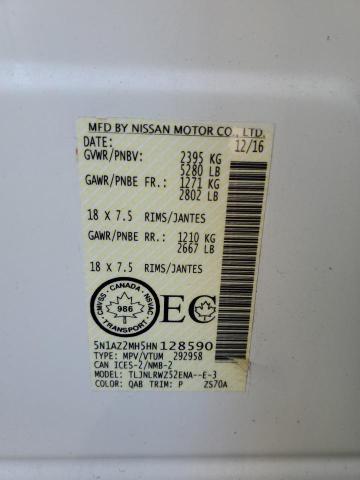 MFD BY NISSAN MOTOR CO., LTD.
DATE: 12/16
GVWR/PNBV: 2395 KG
5280 LB
GAWR/PNBE FR.: 1271 KG
2802 LB
18 X 7.5 RIMS/JANTES
GAWR/PNBE RR.: 1210 KG
2667 LB
18 X 7.5 RIMS/JANTES
CMVSS - CANADA - NSVAC
986
TRANSPORT
EC
5N1AZ2MH5HN128590
TYPE: MPV/VTUM 292958
CAN ICES-2/NMB-2
MODEL: TLJNLRWZ52ENA--E-3
COLOR: QAB TRIM: P ZS70A